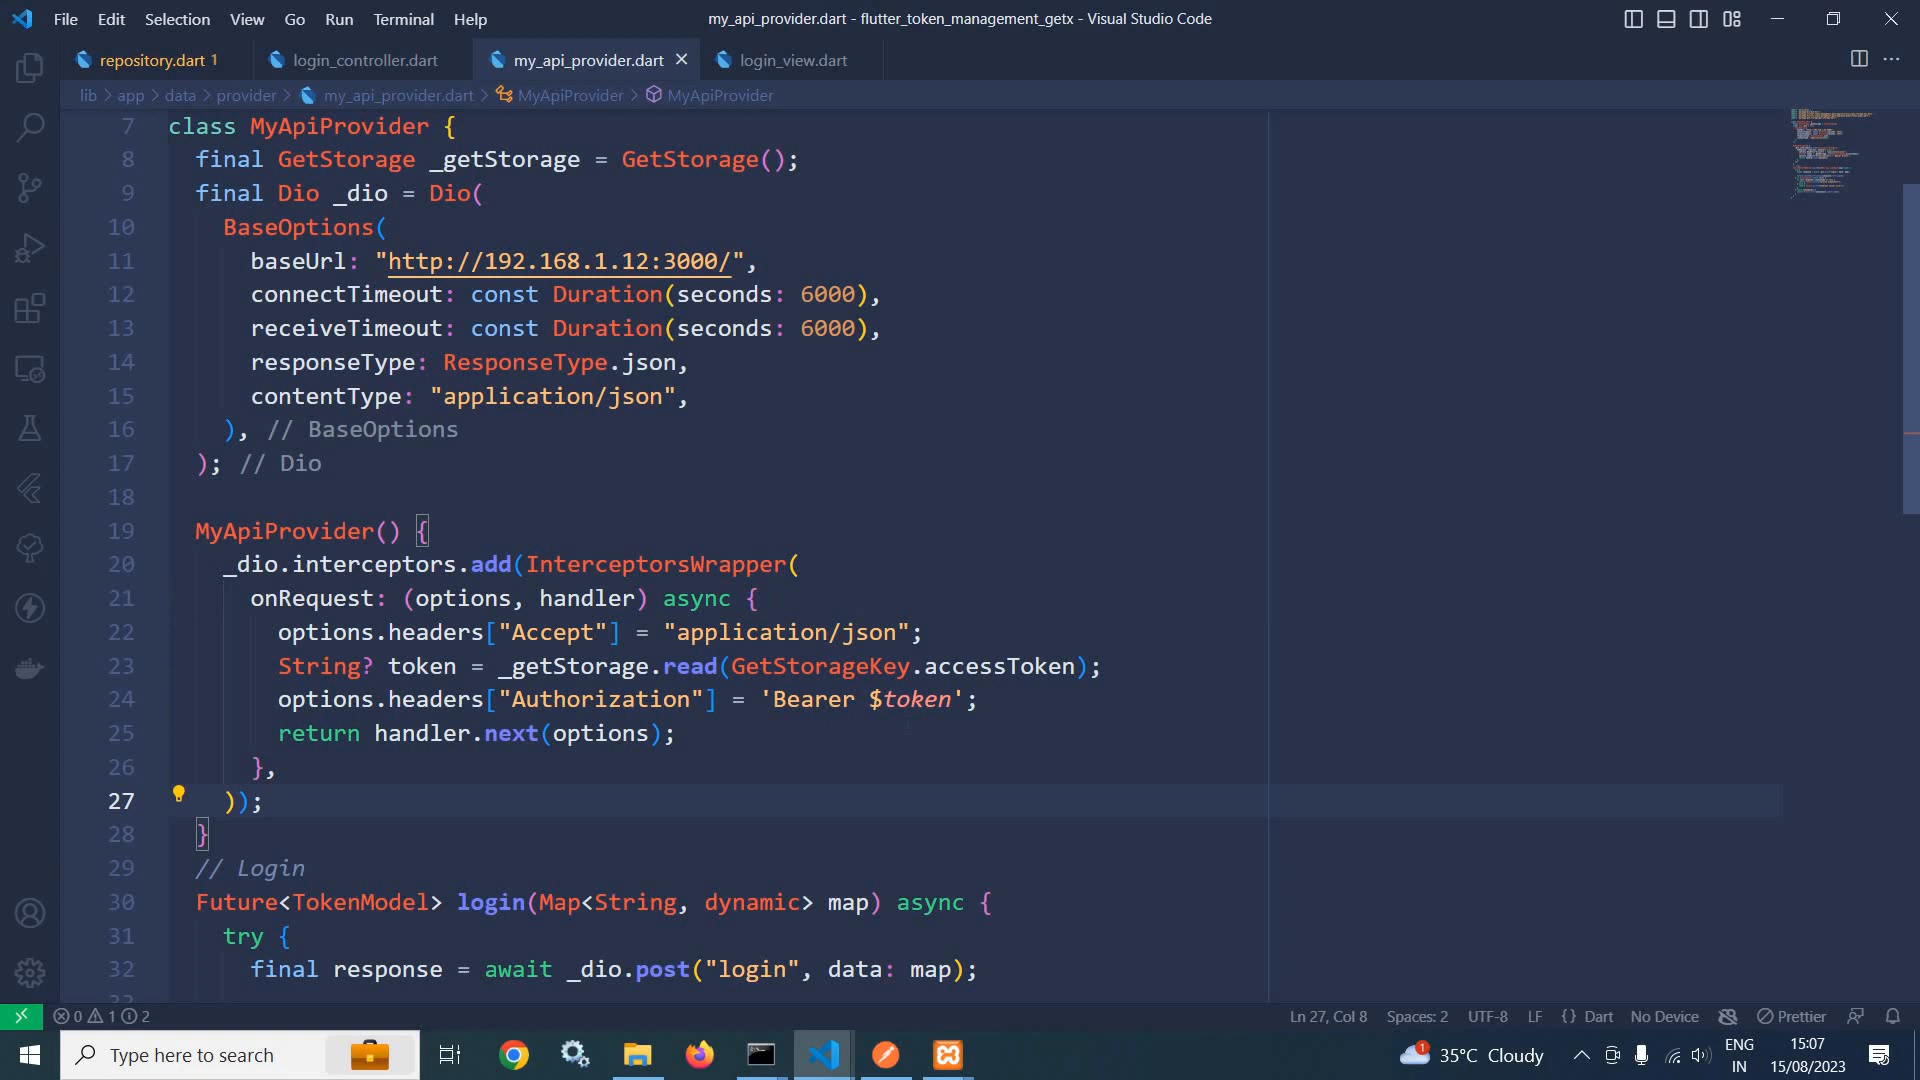 File Edit Selection View Go Run Terminal Help
my_api_provider.dart - flutter_token_management_getx - Visual Studio Code
repository.dart 1
login_controller.dart
my_api_provider.dart
login_view.dart
lib > app > data > provider > my_api_provider.dart > MyApiProvider > MyApiProvider
7 class MyApiProvider {
8 final GetStorage _getStorage = GetStorage();
9 final Dio _dio = Dio(
10 BaseOptions(
11 baseUrl: "http://192.168.1.12:3000/",
12 connectTimeout: const Duration(seconds: 6000),
13 receiveTimeout: const Duration(seconds: 6000),
14 responseType: ResponseType.json,
15 contentType: "application/json",
16 ), // BaseOptions
17 ); // Dio
18
19 MyApiProvider() {
20 _dio.interceptors.add(InterceptorsWrapper(
21 onRequest: (options, handler) async {
22 options.headers["Accept"] = "application/json";
23 String? token = _getStorage.read(GetStorageKey.accessToken);
24 options.headers["Authorization"] = 'Bearer $token';
25 return handler.next(options);
26 },
27 ));
28 }
29 // Login
30 Future<TokenModel> login(Map<String, dynamic> map) async {
31 try {
32 final response = await _dio.post("login", data: map);
0 1 2
Ln 27, Col 8
Spaces: 2
UTF-8
LF
{} Dart
No Device
Prettier
Type here to search
1
35°C Cloudy
ENG
IN
15:07
15/08/2023